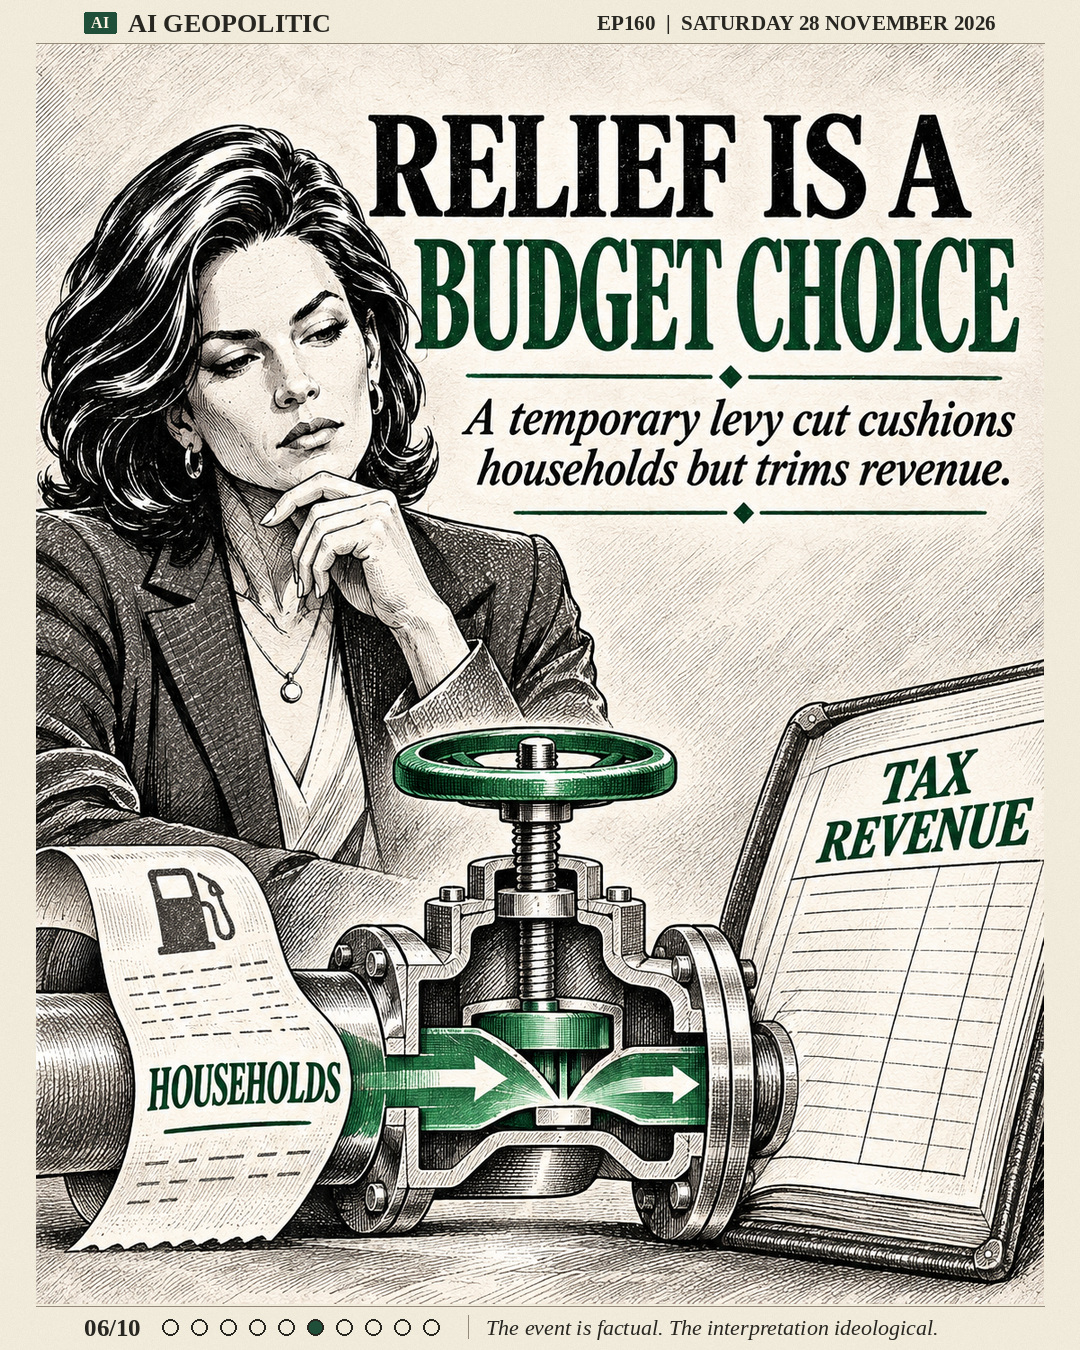 AI AI GEOPOLITIC
EP160 | SATURDAY 28 NOVEMBER 2026
RELIEF IS A
BUDGET CHOICE
A temporary levy cut cushions
households but trims revenue.
TAX
REVENUE
HOUSEHOLDS
06/10
The event is factual. The interpretation ideological.